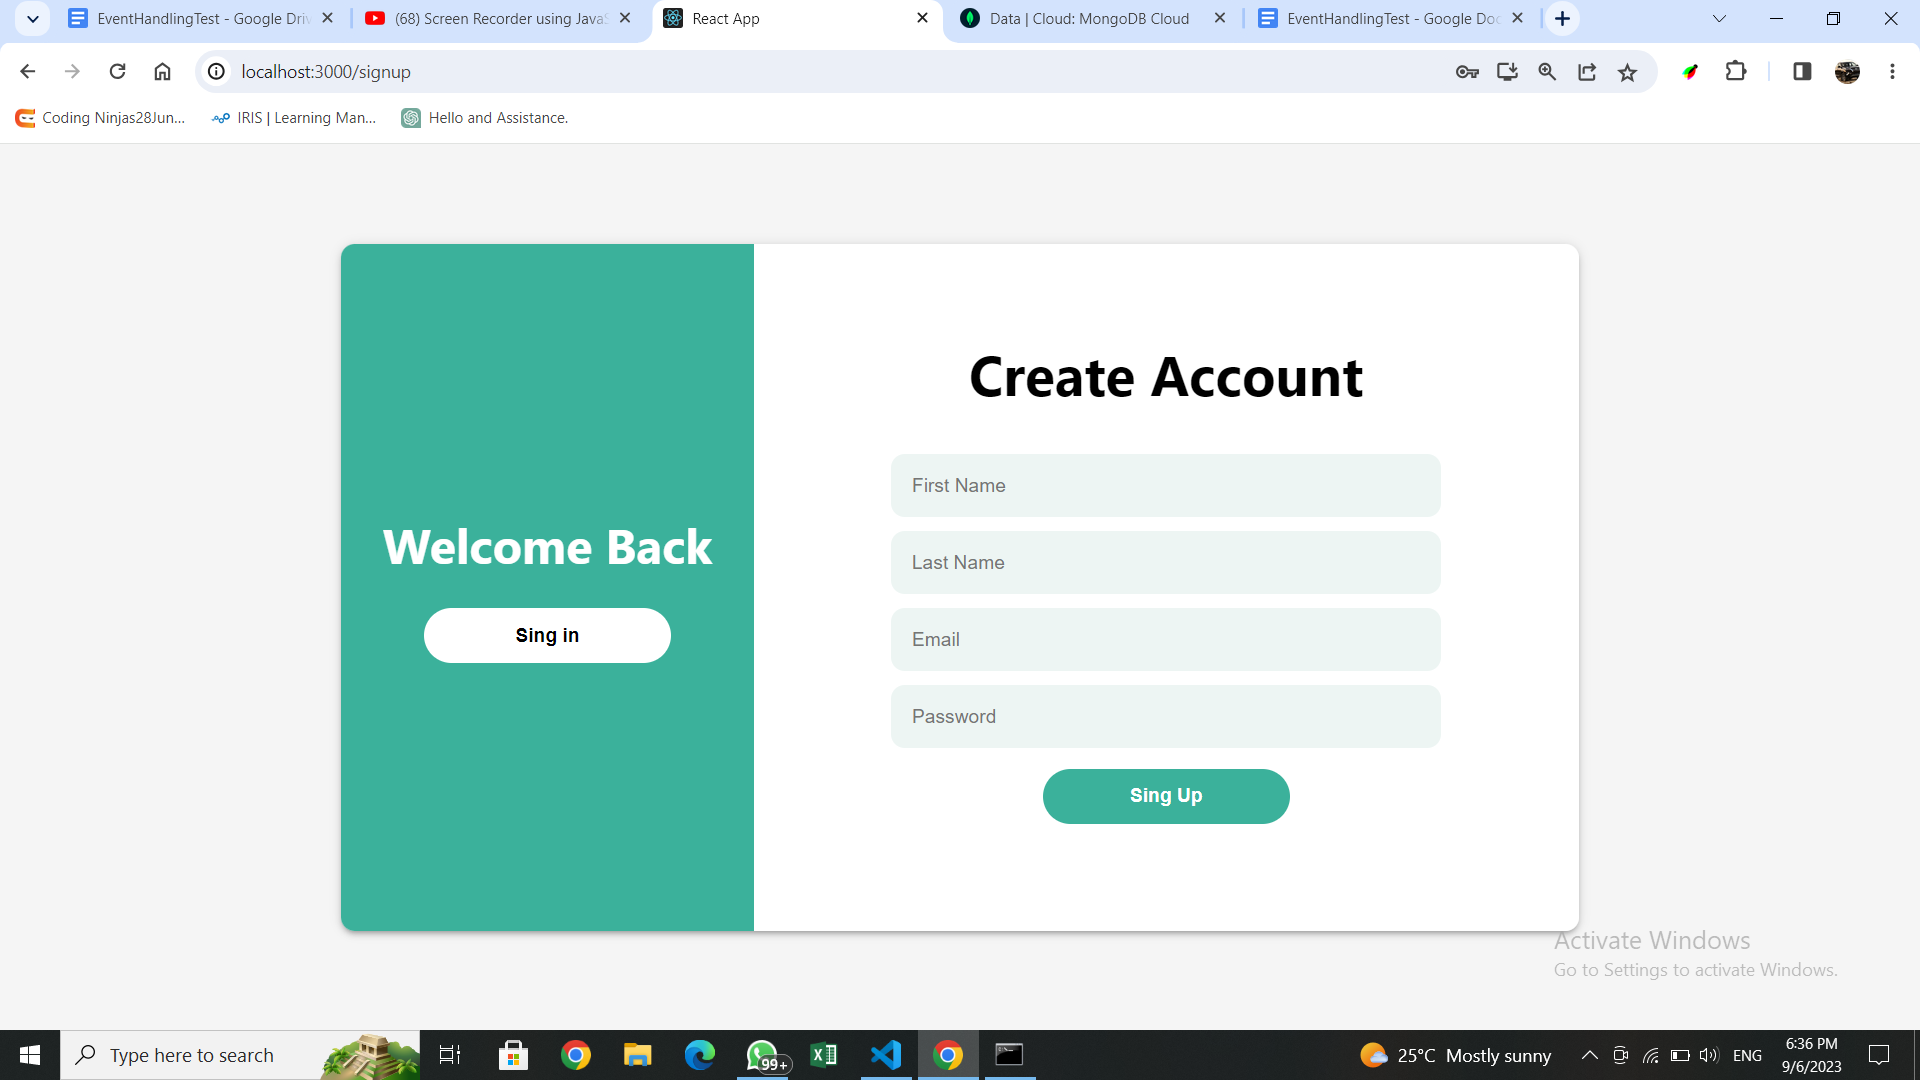 EventHandlingTest - Google Driv
(68) Screen Recorder using JavaS
React App
Data | Cloud: MongoDB Cloud
EventHandlingTest - Google Doc
localhost:3000/signup
Coding Ninjas28Jun...
IRIS | Learning Man...
Hello and Assistance.
Welcome Back
Sing in
Create Account
First Name
Last Name
Email
Password
Sing Up
Activate Windows
Go to Settings to activate Windows.
Type here to search
99+
25°C Mostly sunny
ENG
6:36 PM
9/6/2023